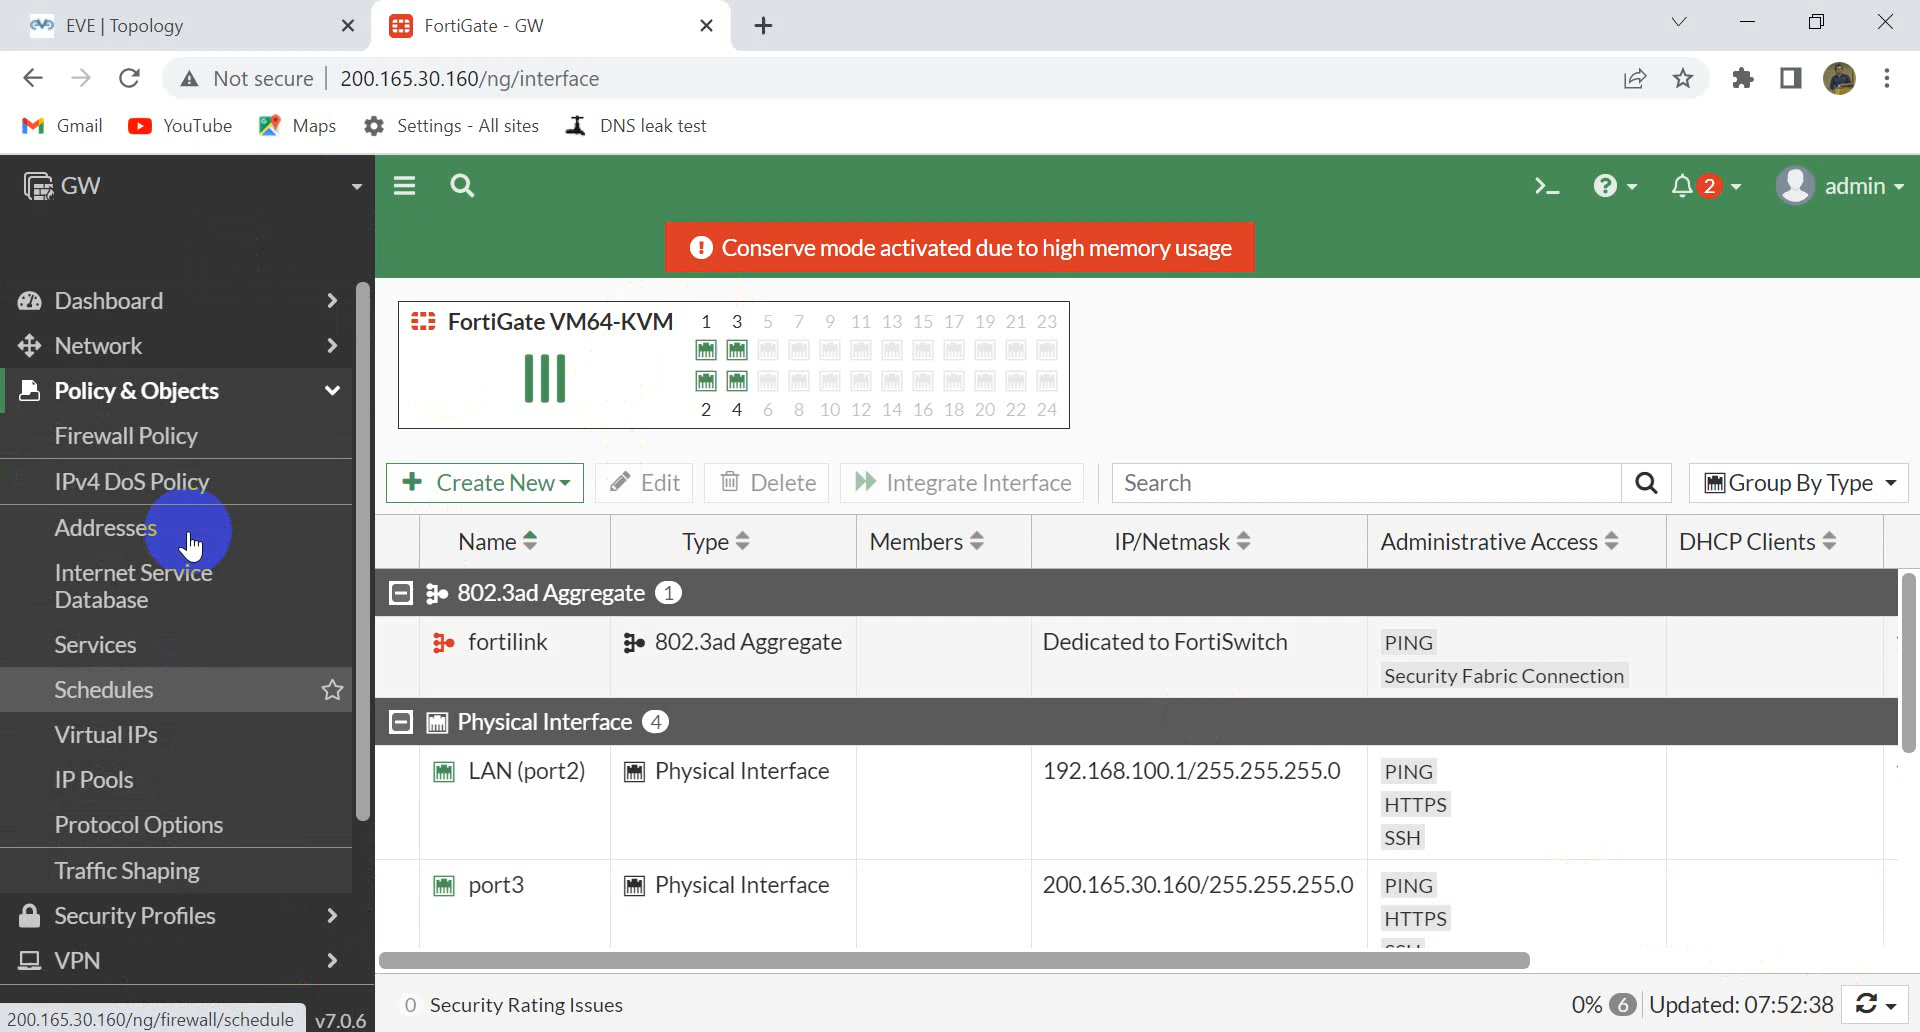 EVE | Topology
FortiGate - GW
Not secure
200.165.30.160/ng/interface
Gmail
YouTube
Maps
Settings - All sites
DNS leak test
GW
2
admin
Conserve mode activated due to high memory usage
Dashboard
Network
Policy & Objects
Firewall Policy
IPv4 DoS Policy
Addresses
Internet Service
Database
Services
Schedules
Virtual IPs
IP Pools
Protocol Options
Traffic Shaping
Security Profiles
VPN
200.165.30.160/ng/firewall/schedule
v7.0.6
FortiGate VM64-KVM
1 3 5 7 9 11 13 15 17 19 21 23
2 4 6 8 10 12 14 16 18 20 22 24
Create New
Edit
Delete
Integrate Interface
Search
Group By Type
Name Type Members IP/Netmask Administrative Access DHCP Clients
802.3ad Aggregate 1
fortilink 802.3ad Aggregate Dedicated to FortiSwitch PING
Security Fabric Connection
Physical Interface 4
LAN (port2) Physical Interface 192.168.100.1/255.255.255.0 PING
HTTPS
SSH
port3 Physical Interface 200.165.30.160/255.255.255.0 PING
HTTPS
SSH
0 Security Rating Issues
0% 6 Updated: 07:52:38